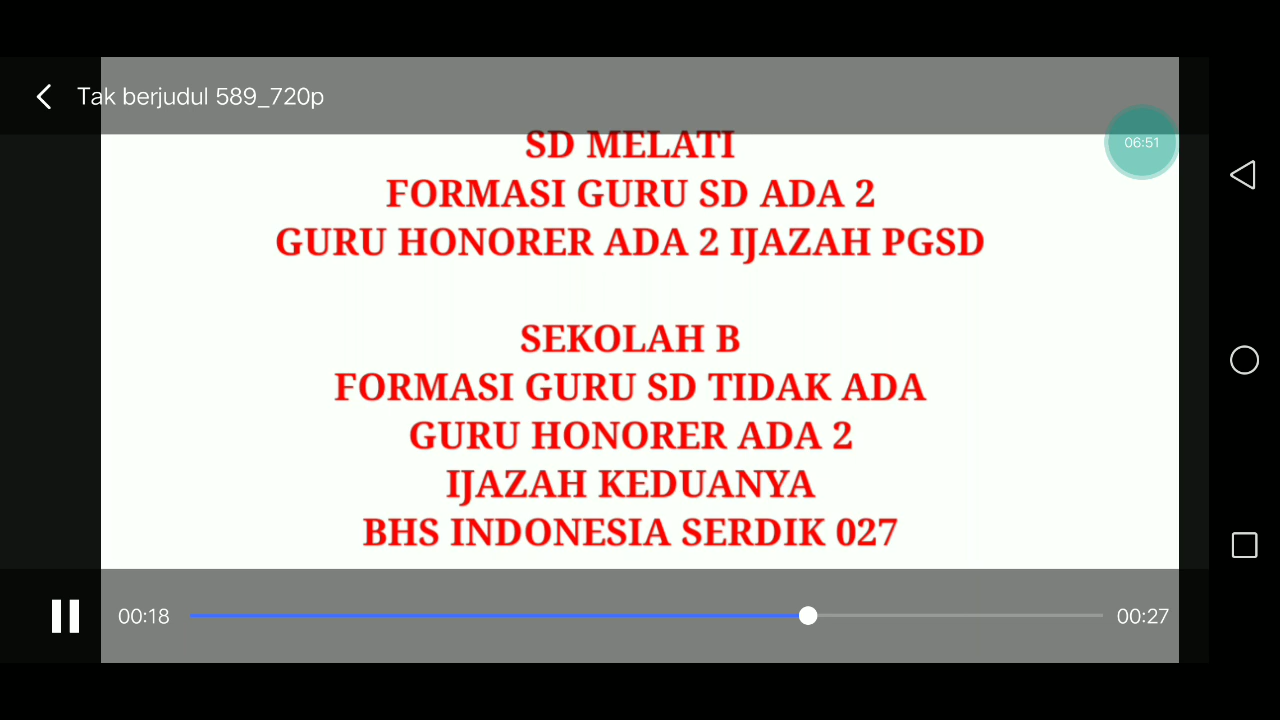 Tak berjudul 589_720p
06:51
SD MELATI
FORMASI GURU SD ADA 2
GURU HONORER ADA 2 IJAZAH PGSD
SEKOLAH B
FORMASI GURU SD TIDAK ADA
GURU HONORER ADA 2
IJAZAH KEDUANYA
BHS INDONESIA SERDIK 027
00:18
00:27